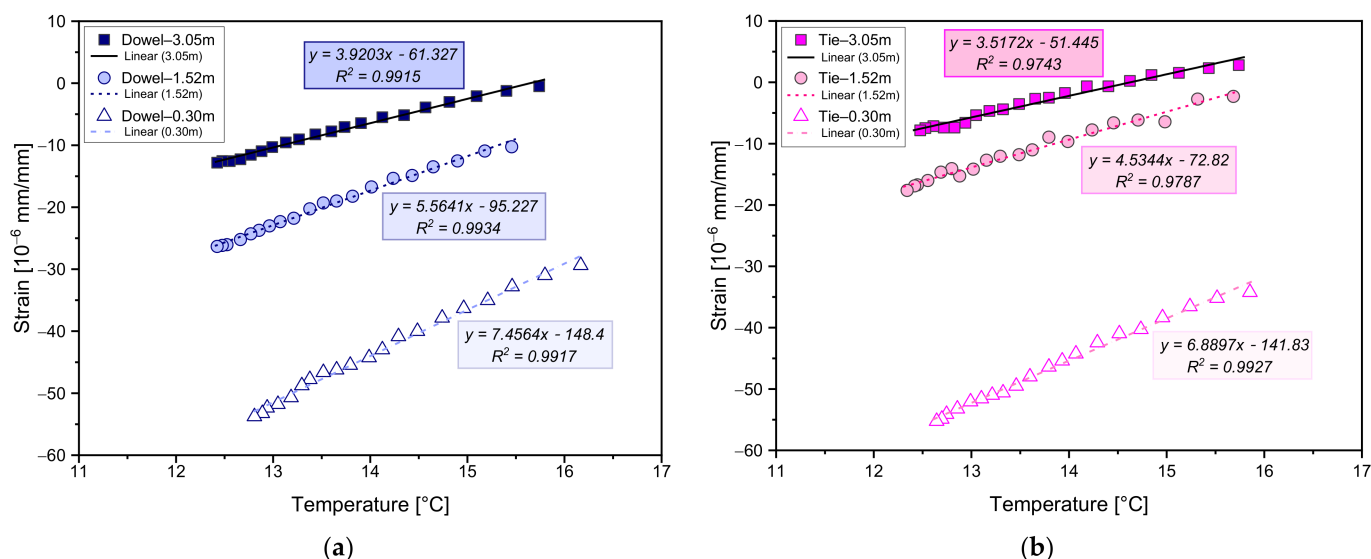 Dowel–3.05m
Linear (3.05m)
Dowel–1.52m
Linear (1.52m)
Dowel–0.30m
Linear (0.30m)
y = 3.9203x - 61.327
R² = 0.9915
y = 5.5641x - 95.227
R² = 0.9934
y = 7.4564x - 148.4
R² = 0.9917
Strain [10⁻⁶ mm/mm]
10
0
−10
−20
−30
−40
−50
−60
11 12 13 14 15 16 17
Temperature [°C]
(a)
Tie–3.05m
Linear (3.05m)
Tie–1.52m
Linear (1.52m)
Tie–0.30m
Linear (0.30m)
y = 3.5172x - 51.445
R² = 0.9743
y = 4.5344x - 72.82
R² = 0.9787
y = 6.8897x - 141.83
R² = 0.9927
Strain [10⁻⁶ mm/mm]
10
0
−10
−20
−30
−40
−50
−60
11 12 13 14 15 16 17
Temperature [°C]
(b)